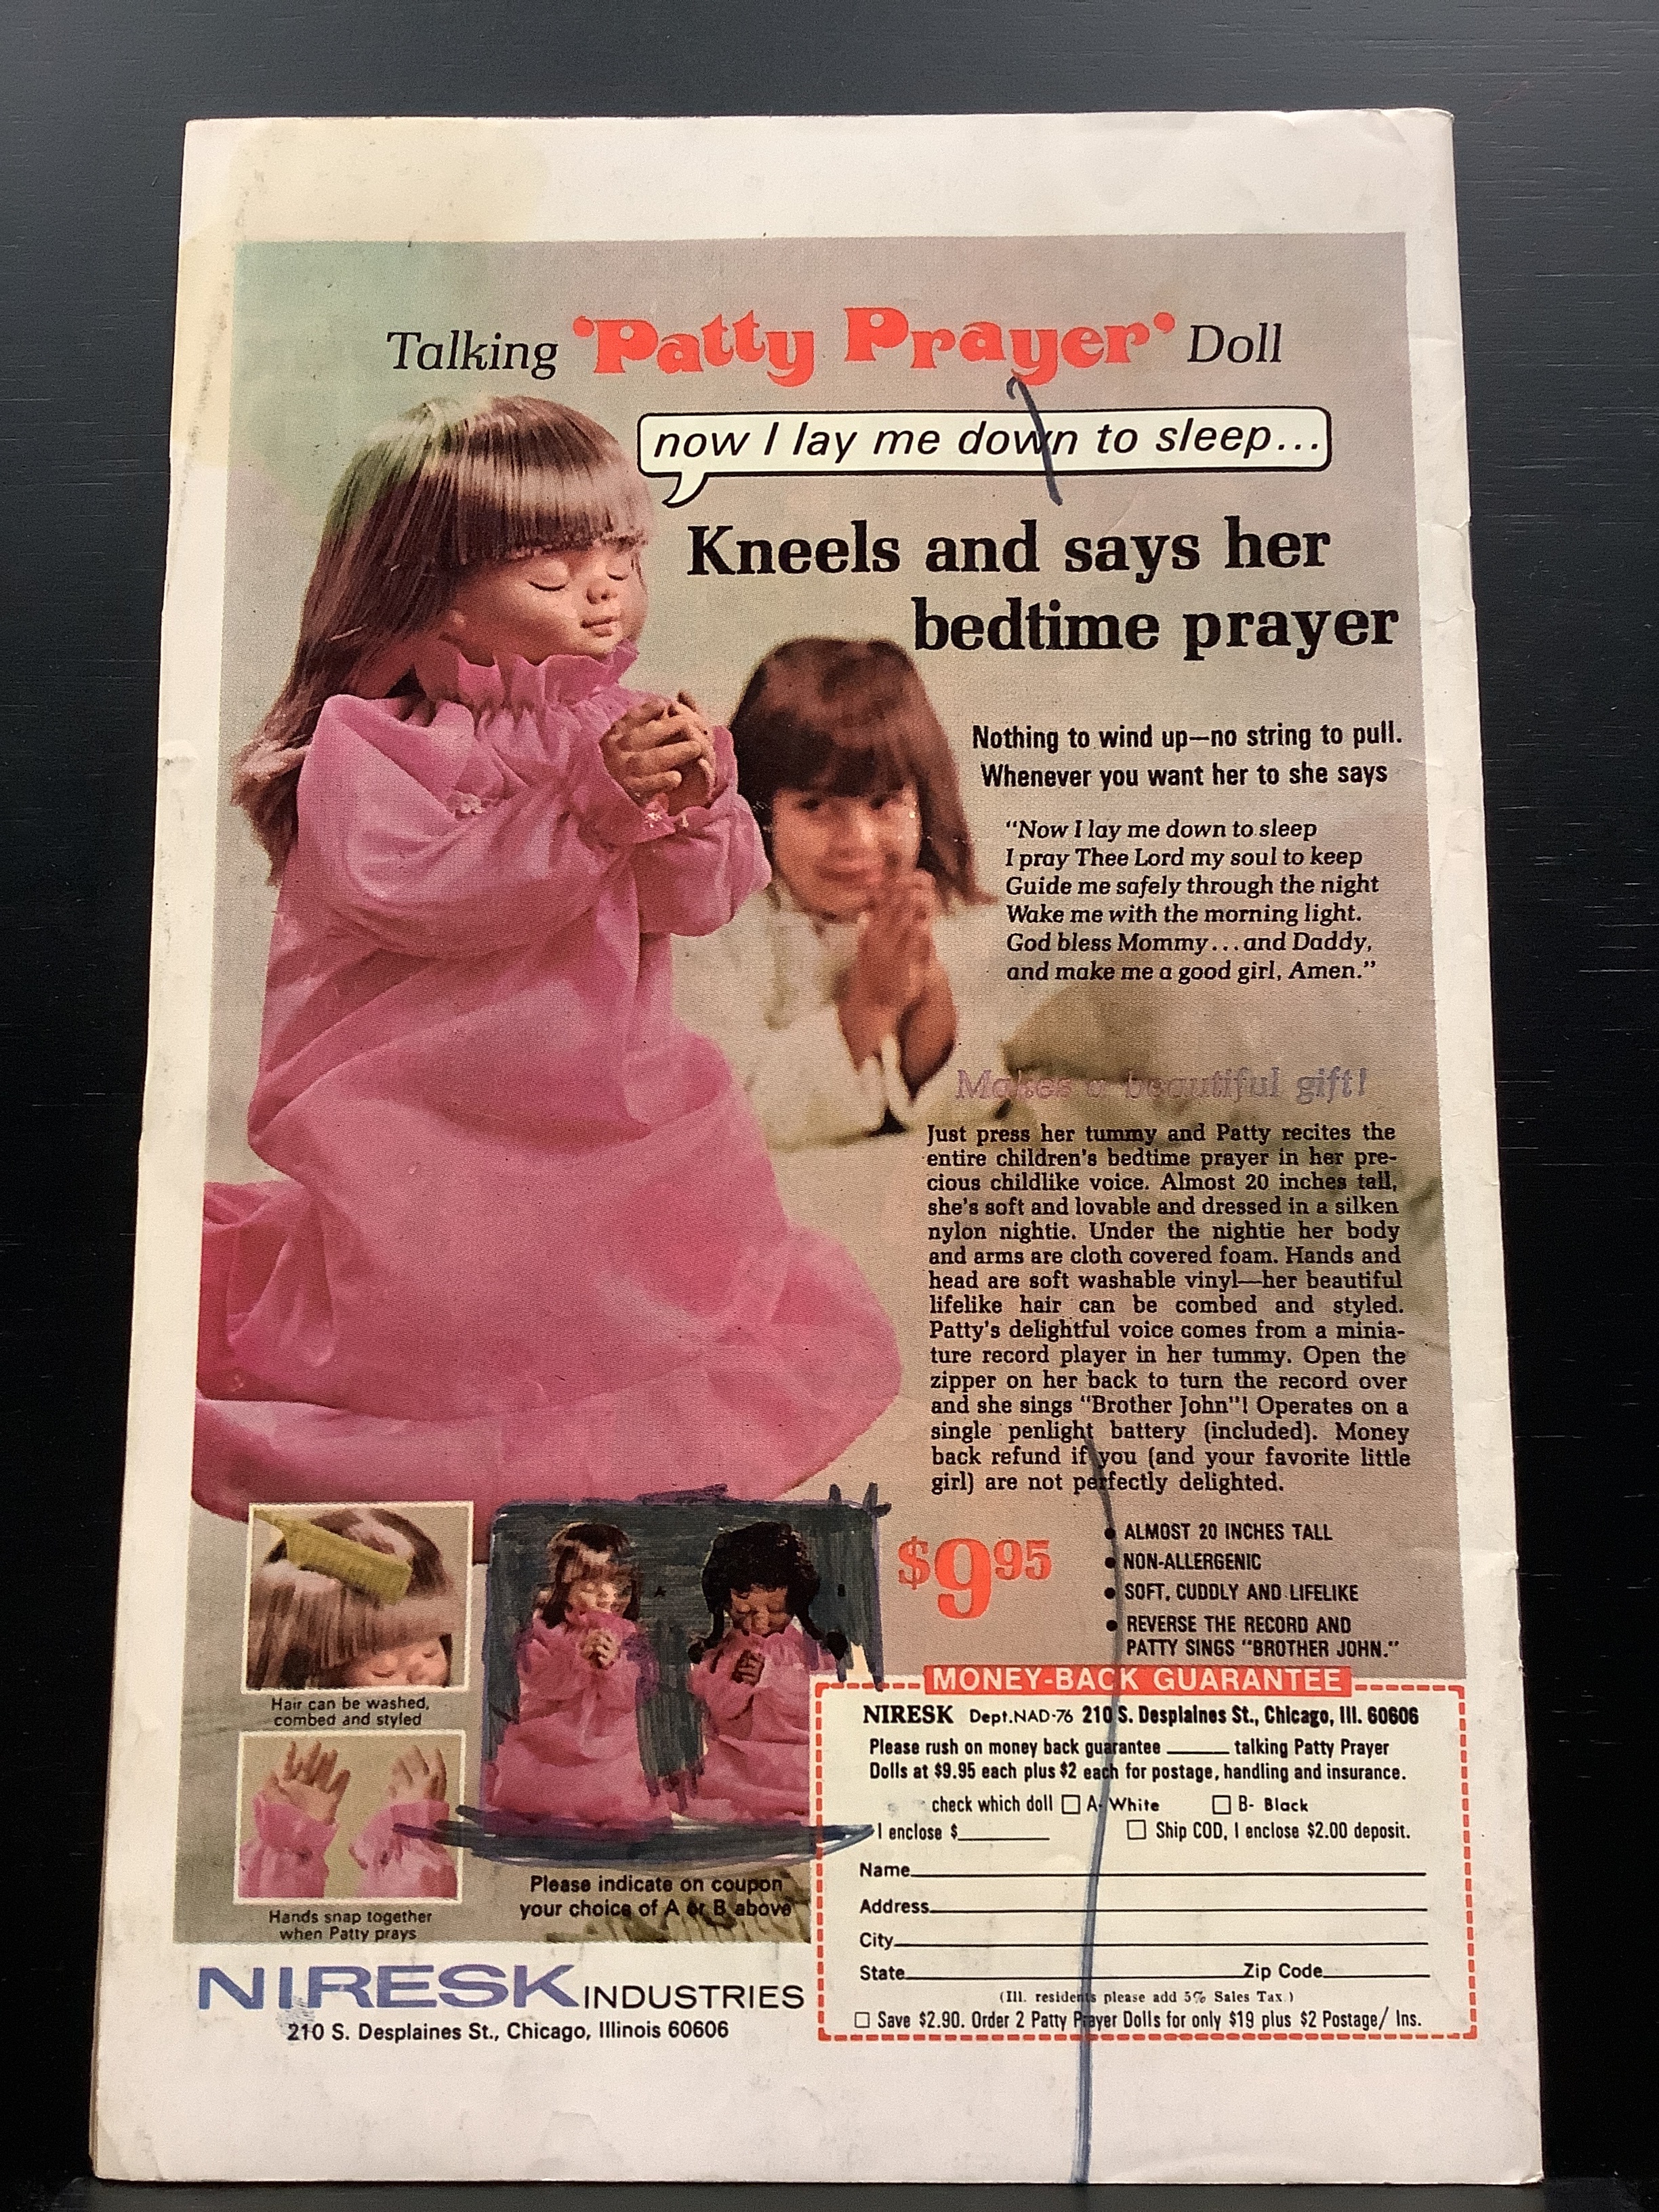 Talking 'Patty Prayer' Doll
now I lay me down to sleep...
Kneels and says her
bedtime prayer
Nothing to wind up—no string to pull.
Whenever you want her to she says
"Now I lay me down to sleep
I pray Thee Lord my soul to keep
Guide me safely through the night
Wake me with the morning light.
God bless Mommy...and Daddy,
and make me a good girl, Amen."
Makes a beautiful gift!
Just press her tummy and Patty recites the
entire children's bedtime prayer in her pre-
cious childlike voice. Almost 20 inches tall,
she's soft and lovable and dressed in a silken
nylon nightie. Under the nightie her body
and arms are cloth covered foam. Hands and
head are soft washable vinyl—her beautiful
lifelike hair can be combed and styled.
Patty's delightful voice comes from a minia-
ture record player in her tummy. Open the
zipper on her back to turn the record over
and she sings "Brother John"! Operates on a
single penlight battery (included). Money
back refund if you (and your favorite little
girl) are not perfectly delighted.
$9.95
• ALMOST 20 INCHES TALL
• NON-ALLERGENIC
• SOFT, CUDDLY AND LIFELIKE
• REVERSE THE RECORD AND
PATTY SINGS "BROTHER JOHN."
Hair can be washed,
combed and styled
Hands snap together
when Patty prays
A
B
Please indicate on coupon
your choice of A or B above
NIRESK INDUSTRIES
210 S. Desplaines St., Chicago, Illinois 60606
MONEY-BACK GUARANTEE
NIRESK Dept.NAD-76 210 S. Desplaines St., Chicago, Ill. 60606
Please rush on money back guarantee ______ talking Patty Prayer
Dolls at $9.95 each plus $2 each for postage, handling and insurance.
check which doll □ A- White □ B- Black
I enclose $__________ □ Ship COD, I enclose $2.00 deposit.
Name
Address
City
State Zip Code
(Ill. residents please add 5% Sales Tax.)
□ Save $2.90. Order 2 Patty Prayer Dolls for only $19 plus $2 Postage/ Ins.